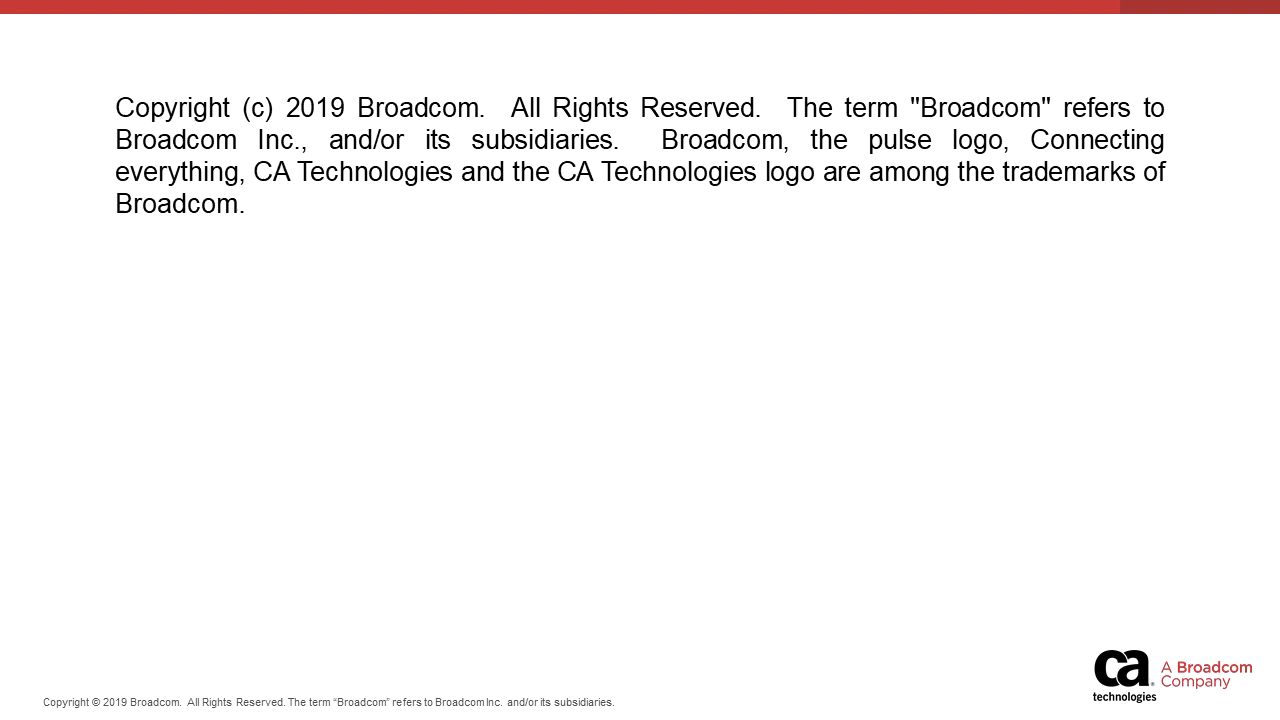 Copyright (c) 2019 Broadcom.  All Rights Reserved.  The term "Broadcom" refers to
Broadcom Inc., and/or its subsidiaries.  Broadcom, the pulse logo, Connecting
everything, CA Technologies and the CA Technologies logo are among the trademarks of
Broadcom.
ca technologies
A Broadcom
Company
Copyright © 2019 Broadcom.  All Rights Reserved. The term “Broadcom” refers to Broadcom Inc.  and/or its subsidiaries.